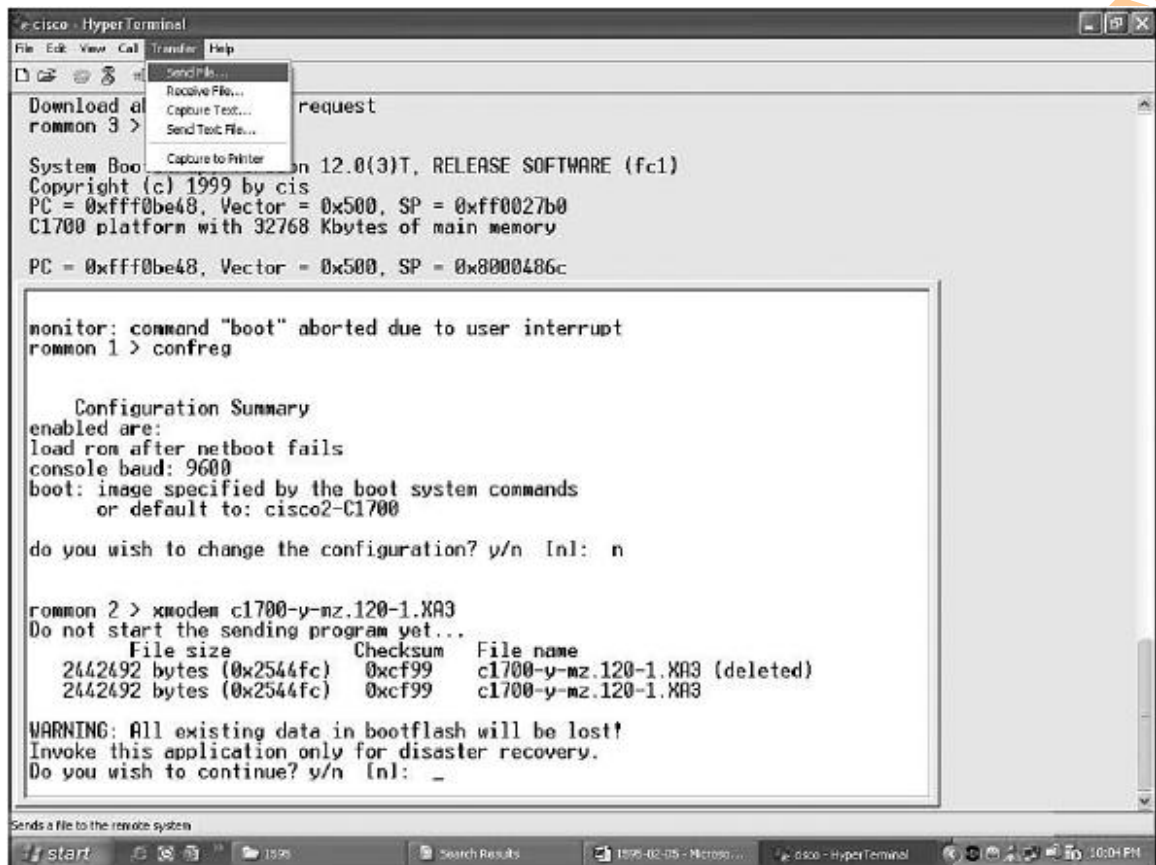 cisco - HyperTerminal
File Edit View Call Transfer Help
Send File...
Receive File...
Capture Text...
Send Text File...
Capture to Printer
Download request
rommon 3 >
System Boo n 12.0(3)T, RELEASE SOFTWARE (fc1)
Copyright (c) 1999 by cis
PC = 0xfff0be48, Vector = 0x500, SP = 0xff0027b0
C1700 platform with 32768 Kbytes of main memory
PC = 0xfff0be48, Vector = 0x500, SP = 0x8000486c
monitor: command "boot" aborted due to user interrupt
rommon 1 > confreg
Configuration Summary
enabled are:
load rom after netboot fails
console baud: 9600
boot: image specified by the boot system commands
or default to: cisco2-C1700
do you wish to change the configuration? y/n [n]: n
rommon 2 > xmodem c1700-y-mz.120-1.XA3
Do not start the sending program yet...
File size Checksum File name
2442492 bytes (0x2544fc) 0xcf99 c1700-y-mz.120-1.XA3 (deleted)
2442492 bytes (0x2544fc) 0xcf99 c1700-y-mz.120-1.XA3
WARNING: All existing data in bootflash will be lost!
Invoke this application only for disaster recovery.
Do you wish to continue? y/n [n]: _
Sends a file to the remote system
start 1595 Search Results 1595-02-05 - Microso... cisco - HyperTerminal 10:04 PM